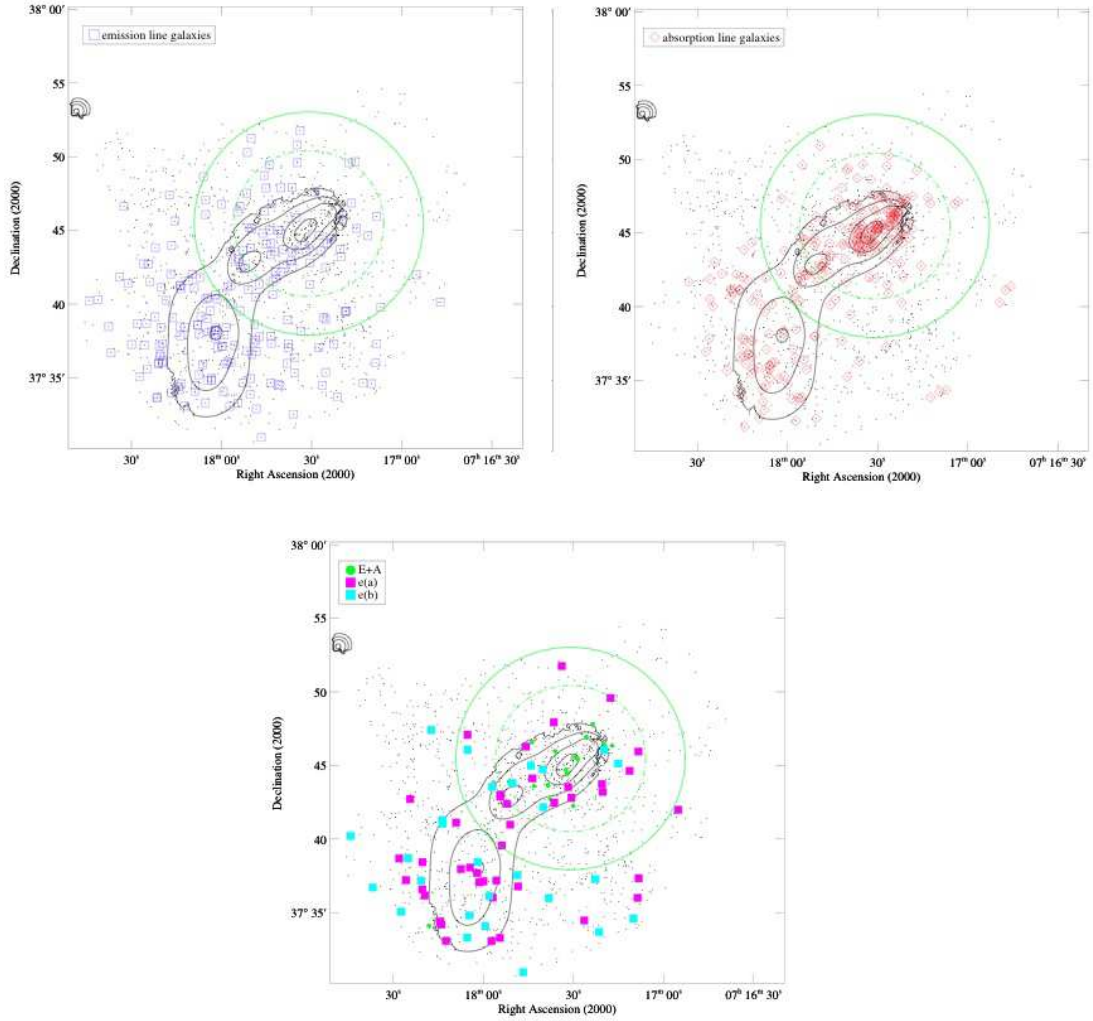 38° 00′
emission line galaxies
55
50
45
40
37° 35′
Declination (2000)
30ˢ
18ᵐ 00ˢ
30ˢ
17ᵐ 00ˢ
07ʰ 16ᵐ 30ˢ
Right Ascension (2000)
38° 00′
absorption line galaxies
55
50
45
40
37° 35′
Declination (2000)
30ˢ
18ᵐ 00ˢ
30ˢ
17ᵐ 00ˢ
07ʰ 16ᵐ 30ˢ
Right Ascension (2000)
38° 00′
E+A
e(a)
e(b)
55
50
45
40
37° 35′
Declination (2000)
30ˢ
18ᵐ 00ˢ
30ˢ
17ᵐ 00ˢ
07ʰ 16ᵐ 30ˢ
Right Ascension (2000)